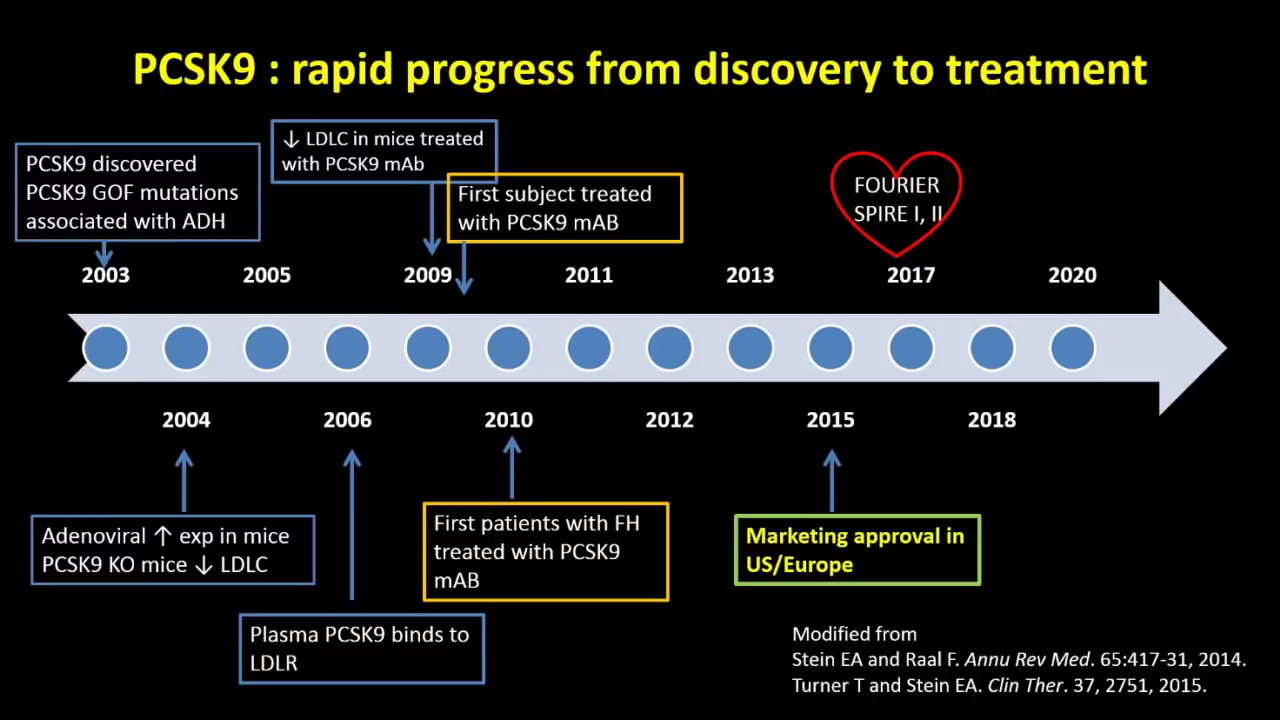 PCSK9 : rapid progress from discovery to treatment
PCSK9 discovered
PCSK9 GOF mutations
associated with ADH
↓ LDLC in mice treated
with PCSK9 mAb
First subject treated
with PCSK9 mAB
FOURIER
SPIRE I, II
2003 2005 2009 2011 2013 2017 2020
2004 2006 2010 2012 2015 2018
Adenoviral ↑ exp in mice
PCSK9 KO mice ↓ LDLC
Plasma PCSK9 binds to
LDLR
First patients with FH
treated with PCSK9
mAB
Marketing approval in
US/Europe
Modified from
Stein EA and Raal F. Annu Rev Med. 65:417-31, 2014.
Turner T and Stein EA. Clin Ther. 37, 2751, 2015.